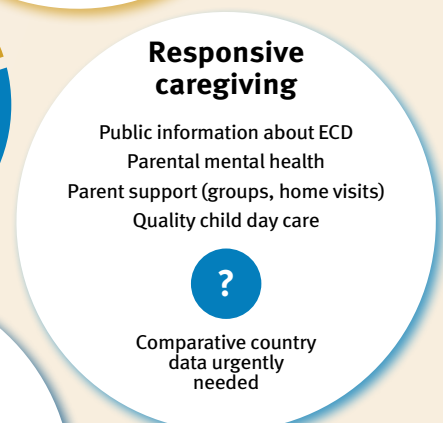 Responsive
caregiving
Public information about ECD
Parental mental health
Parent support (groups, home visits)
Quality child day care
?
Comparative country
data urgently
needed